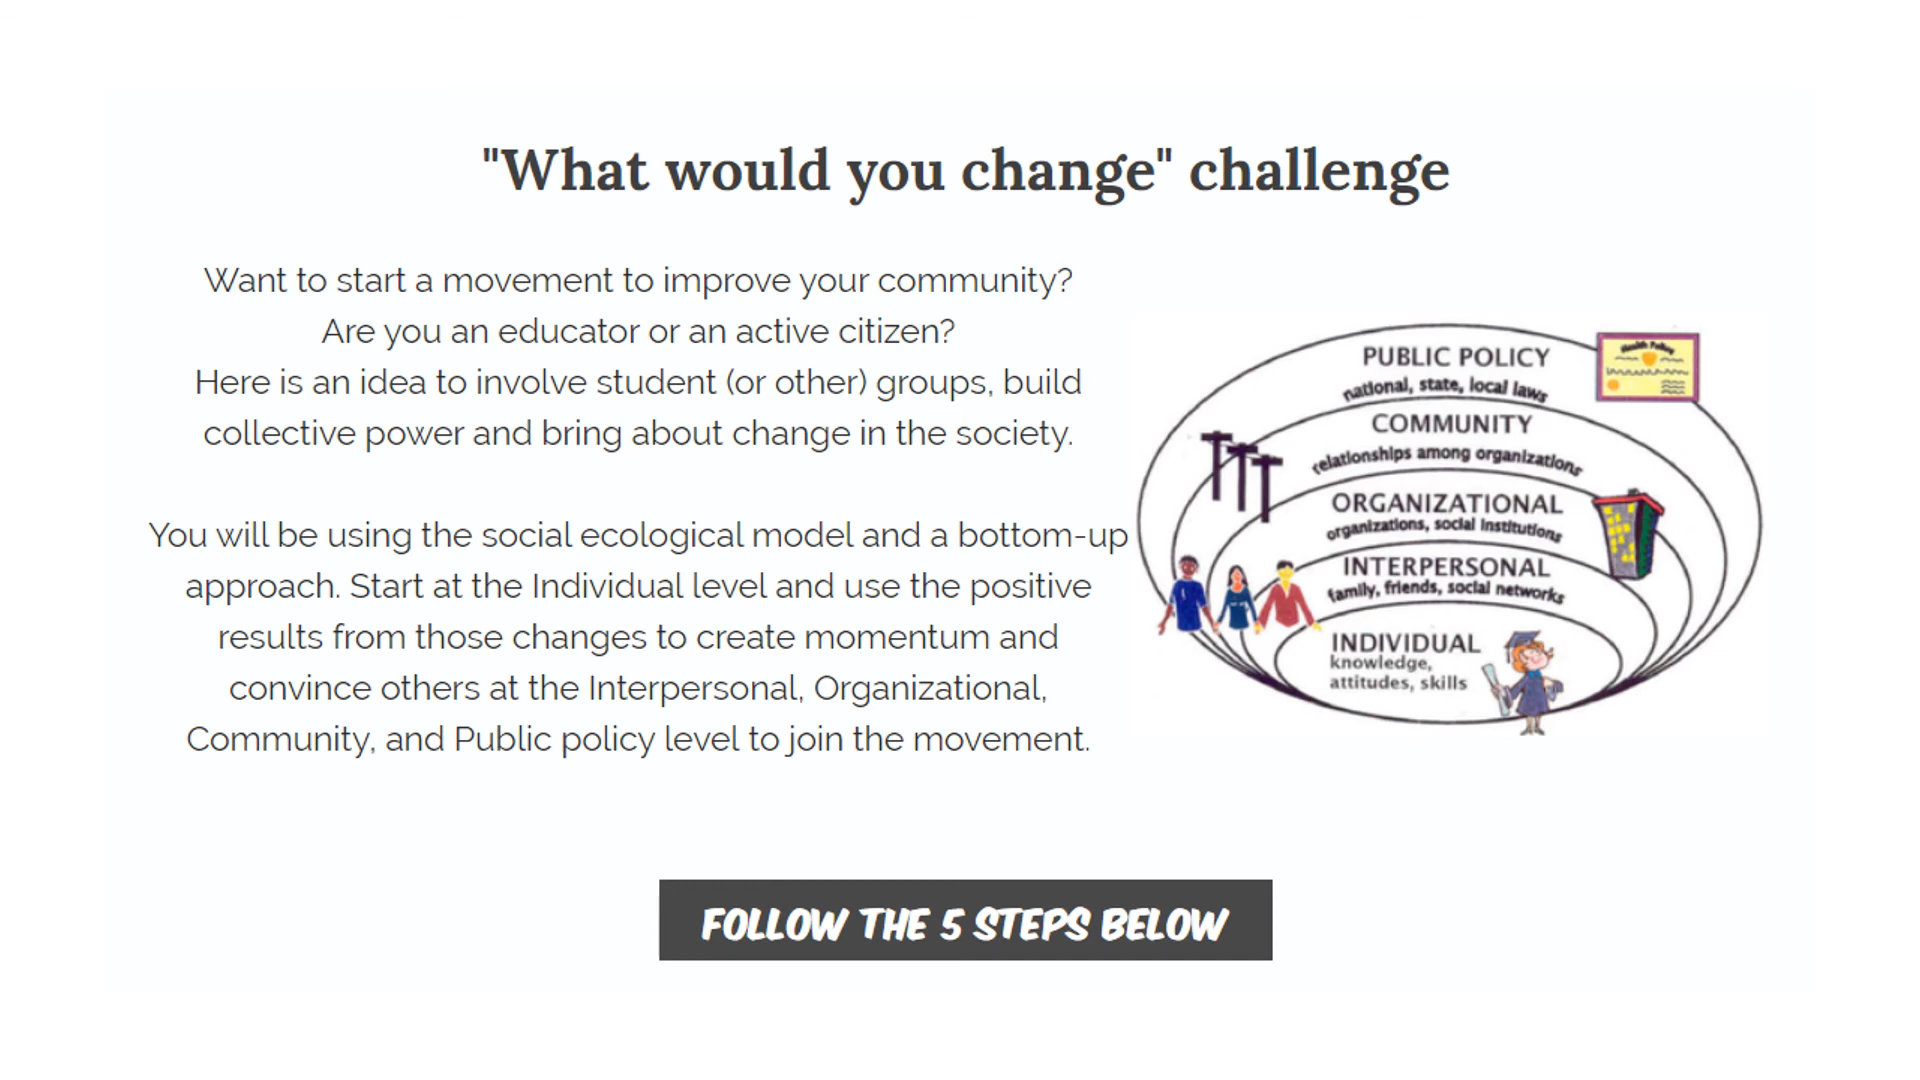 "What would you change" challenge
Want to start a movement to improve your community?
Are you an educator or an active citizen?
Here is an idea to involve student (or other) groups, build
collective power and bring about change in the society.
You will be using the social ecological model and a bottom-up
approach. Start at the Individual level and use the positive
results from those changes to create momentum and
convince others at the Interpersonal, Organizational,
Community, and Public policy level to join the movement.
PUBLIC POLICY
national, state, local laws
Health Policy
COMMUNITY
relationships among organizations
ORGANIZATIONAL
organizations, social institutions
INTERPERSONAL
family, friends, social networks
INDIVIDUAL
knowledge,
attitudes, skills
FOLLOW THE 5 STEPS BELOW